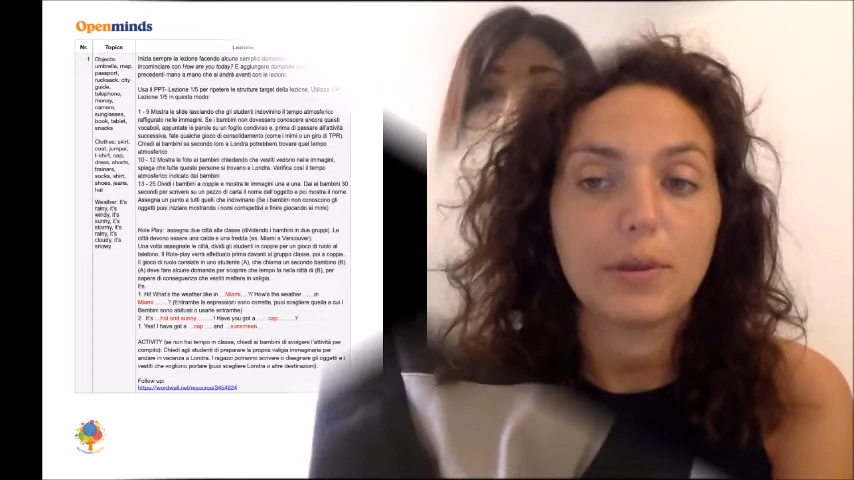 Openminds
Nr. Topics Lezione
1
Objects:
umbrella, map,
passport,
rucksack, city
guide,
telephone,
money,
camera,
sunglasses,
book, tablet,
snacks
Clothes: skirt,
coat, jumper,
t-shirt, cap,
dress, shorts,
trainers,
socks, shirt,
shoes, jeans,
hat
Weather: it's
rainy, it's
windy, it's
sunny, it's
stormy, it's
rainy, it's
cloudy, it's
snowy
Inizia sempre la lezione facendo alcune semplici
incominciare con How are you today? E aggiungere
precedenti mano a mano che si andrà avanti con le lezioni.
Usa il PPT- Lezione 1/5 per ripetere le strutture target della lezione. Utilizza
Lezione 1/5 in questo modo:
1 - 9 Mostra le slide lasciando che gli studenti indovinino il tempo atmosferico
raffigurato nelle immagini. Se i bambini non dovessero conoscere ancora questi
vocaboli, appuntate le parole su un foglio condiviso e, prima di passare all'attività
successiva, fate qualche gioco di consolidamento (come i mimi o un giro di TPR).
Chiedi ai bambini se secondo loro a Londra potrebbero trovare quel tempo
atmosferico
10 - 12 Mostra le foto ai bambini chiedendo che vestiti vedono nelle immagini,
spiega che tutte queste persone si trovano a Londra. Verifica così il tempo
atmosferico indicato dai bambini
13 - 25 Dividi i bambini a coppie e mostra le immagini una a una. Dai ai bambini 30
secondi per scrivere su un pezzo di carta il nome dell'oggetto e poi mostra il nome.
Assegna un punto a tutti quelli che indovinano (Se i bambini non conoscono gli
oggetti puoi iniziare mostrando i nomi corrispettivi e finire giocando ai mimi)
Role Play: assegna due città alla classe (dividendo i bambini in due gruppi). Le
città devono essere una calda e una fredda (es. Miami e Vancouver).
Una volta assegnate le città, dividi gli studenti in coppie per un gioco di ruolo al
telefono. Il Role-play verrà effettuato prima davanti al gruppo classe, poi a coppie.
Il gioco di ruolo consiste in uno studente (A), che chiama un secondo bambino (B).
(A) deve fare alcune domande per scoprire che tempo fa nella città di (B), per
sapere di conseguenza che vestiti mettere in valigia.
Es.
1. Hi! What's the weather like in ...Miami...?/ How's the weather.....in
Miami.......? (Entrambe le espressioni sono corrette, puoi scegliere quella a cui i
Bambini sono abituati o usarle entrambe)
2. It's ...hot and sunny..........! Have you got a ..... cap.........?
1. Yes! I have got a ...cap ..... and ...sunscreen...
ACTIVITY (se non hai tempo in classe, chiedi ai bambini di svolgere l'attività per
compito): Chiedi agli studenti di preparare la propria valigia immaginaria per
andare in vacanza a Londra. I ragazzi potranno scrivere o disegnare gli oggetti e i
vestiti che vogliono portare (puoi scegliere Londra o altre destinazioni).
Follow up:
https://wordwall.net/resource/3454524